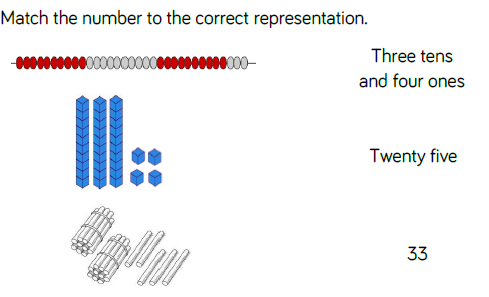 Match the number to the correct representation.
Three tens
and four ones
Twenty five
33